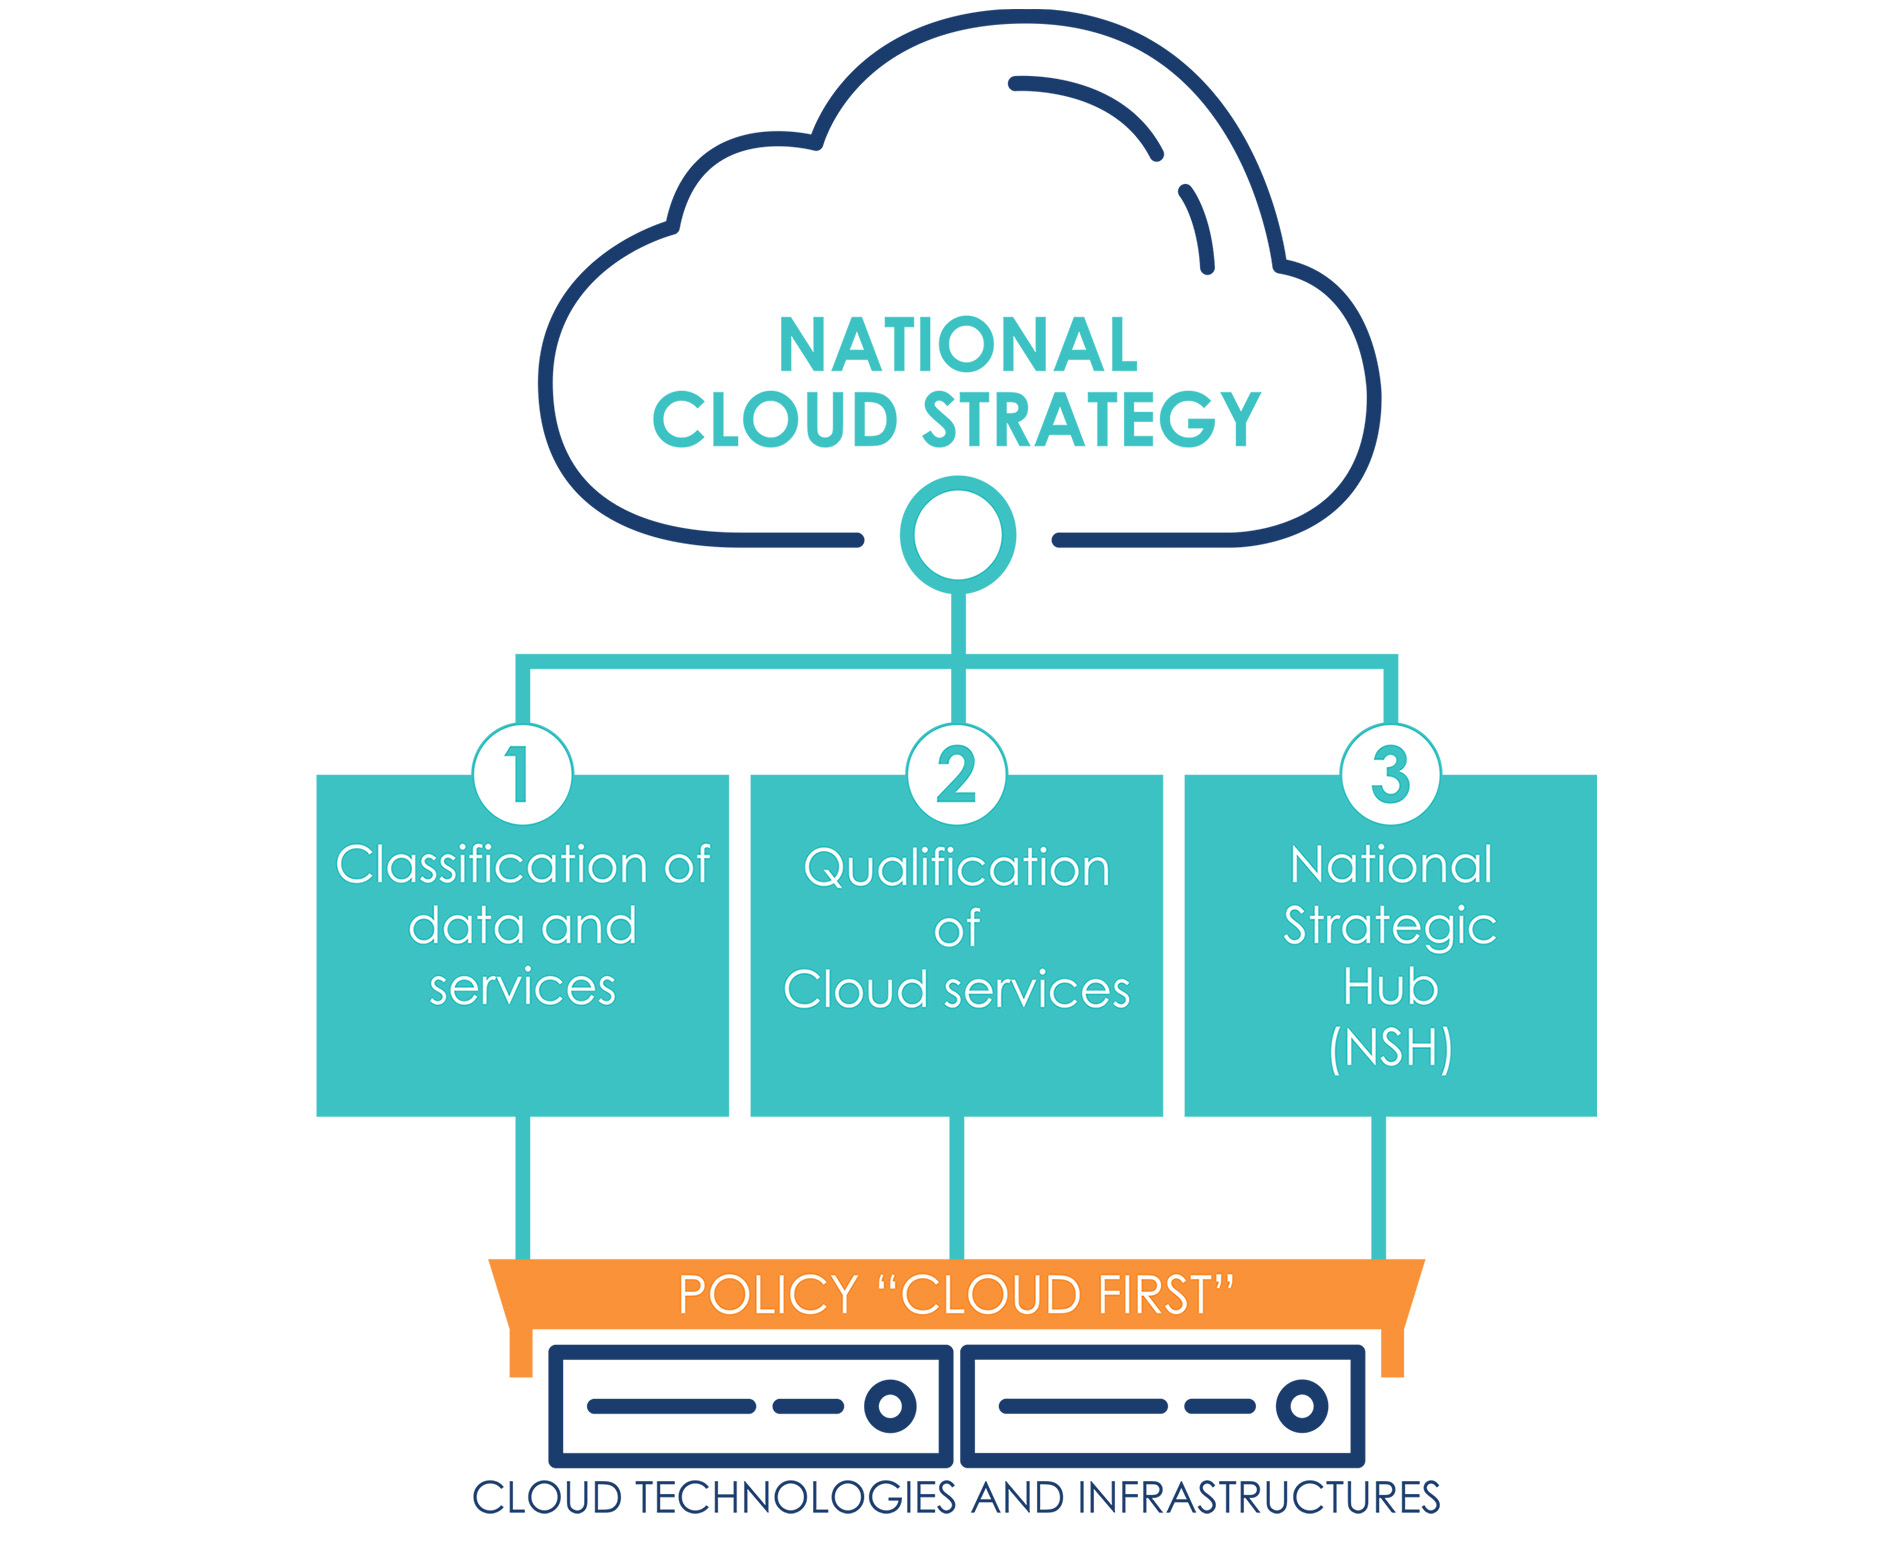 NATIONAL
CLOUD STRATEGY
1
Classification of
data and
services
2
Qualification
of
Cloud services
3
National
Strategic
Hub
(NSH)
POLICY “CLOUD FIRST”
CLOUD TECHNOLOGIES AND INFRASTRUCTURES